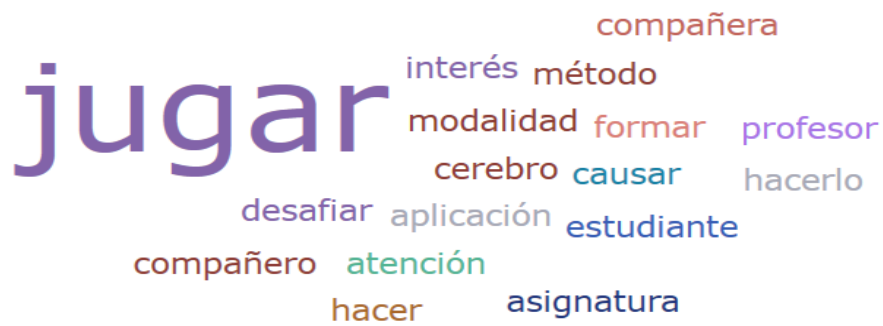 compañera
jugar
interés método
modalidad formar profesor
cerebro causar hacerlo
desafiar aplicación estudiante
compañero atención
hacer asignatura